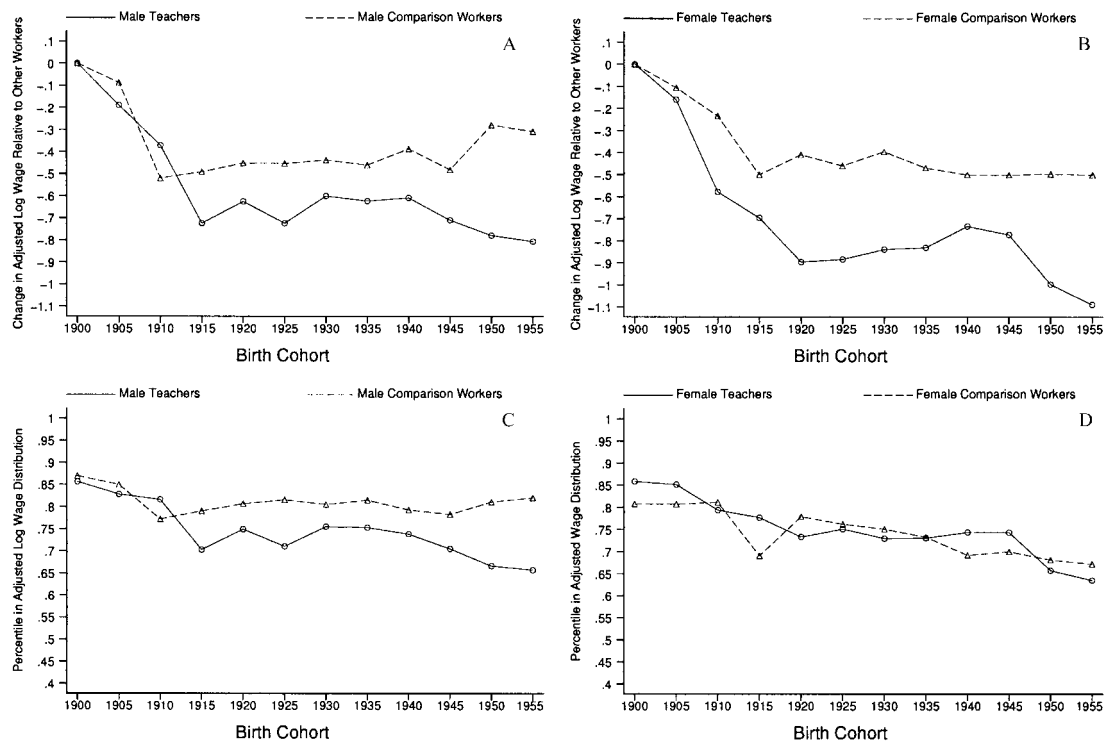 Male Teachers Male Comparison Workers
A
Change in Adjusted Log Wage Relative to Other Workers
.1
0
-.1
-.2
-.3
-.4
-.5
-.6
-.7
-.8
-.9
-1
-1.1
1900 1905 1910 1915 1920 1925 1930 1935 1940 1945 1950 1955
Birth Cohort
Female Teachers Female Comparison Workers
B
Change in Adjusted Log Wage Relative to Other Workers
.1
0
-.1
-.2
-.3
-.4
-.5
-.6
-.7
-.8
-.9
-1
-1.1
1900 1905 1910 1915 1920 1925 1930 1935 1940 1945 1950 1955
Birth Cohort
Male Teachers Male Comparison Workers
C
Percentile in Adjusted Log Wage Distribution
1
.95
.9
.85
.8
.75
.7
.65
.6
.55
.5
.45
.4
1900 1905 1910 1915 1920 1925 1930 1935 1940 1945 1950 1955
Birth Cohort
Female Teachers Female Comparison Workers
D
Percentile in Adjusted Wage Distribution
1
.95
.9
.85
.8
.75
.7
.65
.6
.55
.5
.45
.4
1900 1905 1910 1915 1920 1925 1930 1935 1940 1945 1950 1955
Birth Cohort